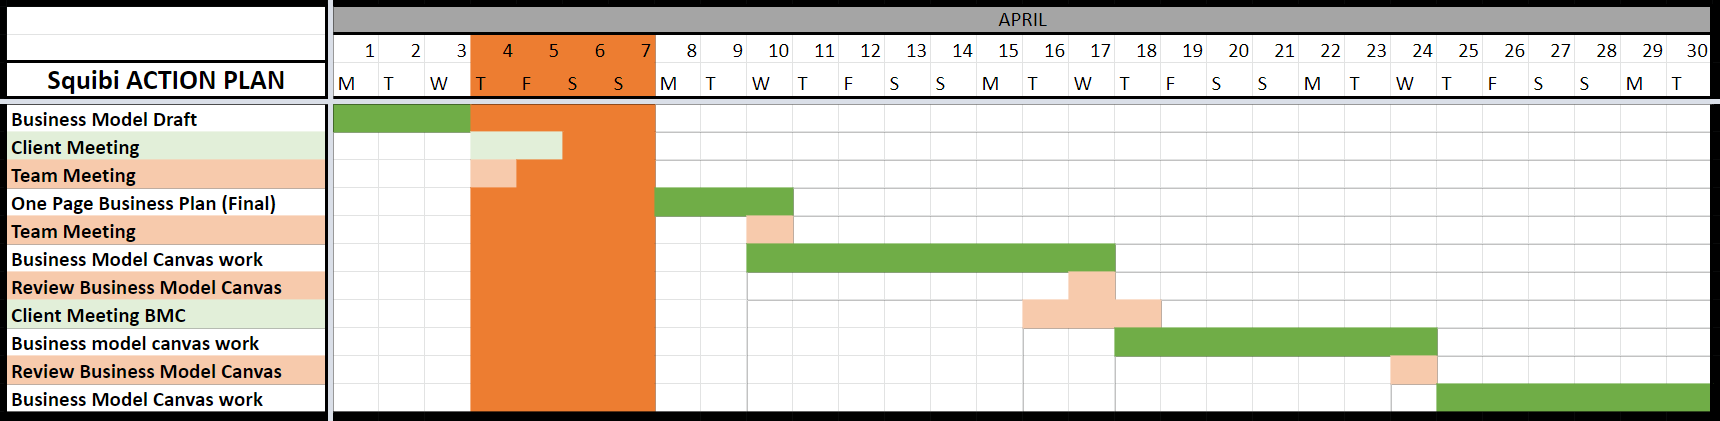 APRIL
1 2 3 4 5 6 7 8 9 10 11 12 13 14 15 16 17 18 19 20 21 22 23 24 25 26 27 28 29 30
Squibi ACTION PLAN M T W T F S S M T W T F S S M T W T F S S M T W T F S S M T
Business Model Draft
Client Meeting
Team Meeting
One Page Business Plan (Final)
Team Meeting
Business Model Canvas work
Review Business Model Canvas
Client Meeting BMC
Business model canvas work
Review Business Model Canvas
Business Model Canvas work